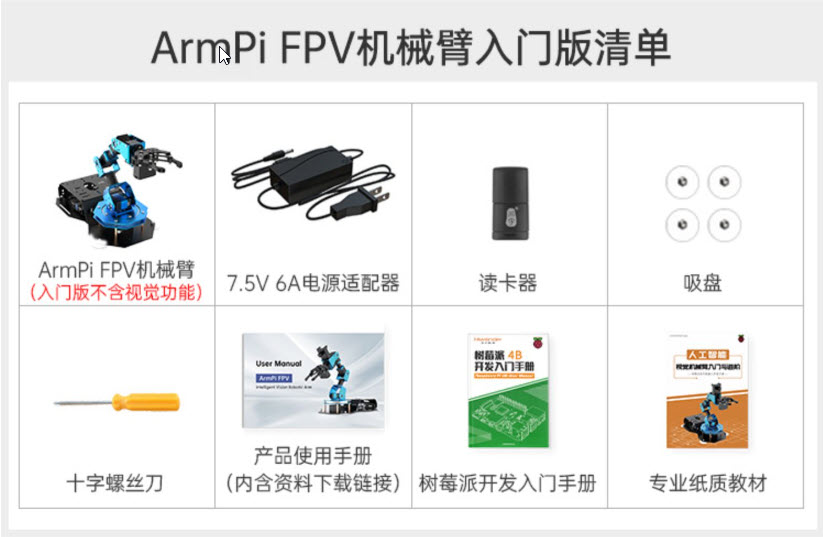 ArmPi FPV机械臂入门版清单
ArmPi FPV机械臂
(入门版不含视觉功能)
7.5V 6A电源适配器
读卡器
吸盘
十字螺丝刀
User Manual
ArmPi FPV
Intelligent Vision Robotic Arm
产品使用手册
(内含资料下载链接)
树莓派 4B
开发入门手册
树莓派开发入门手册
人工智能
视觉机械臂入门与进阶
专业纸质教材